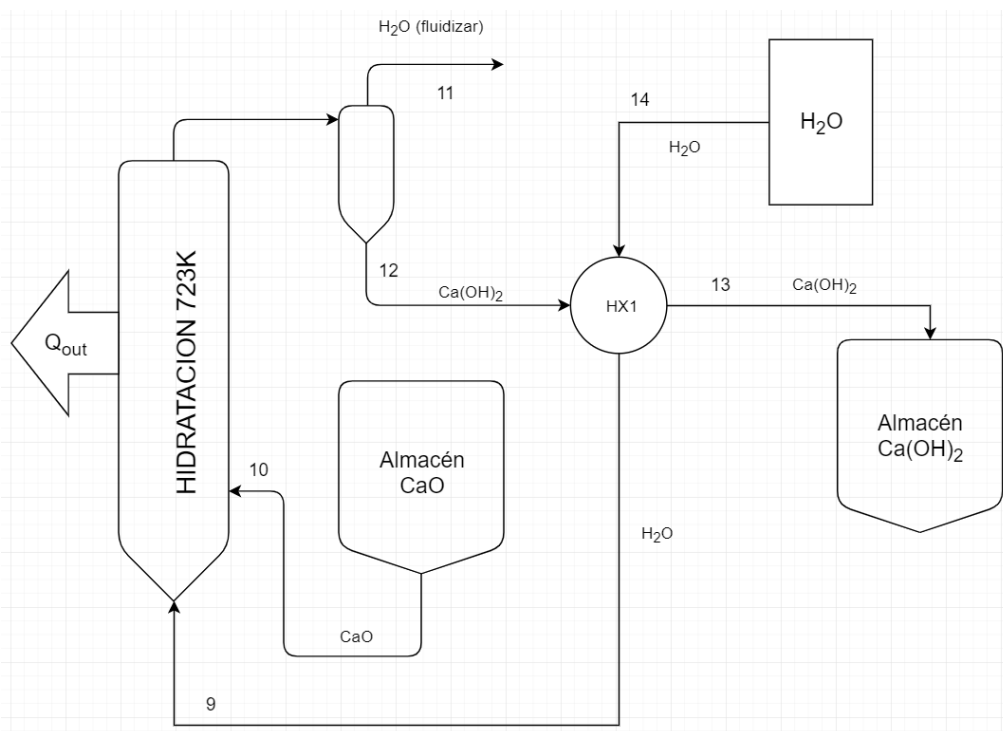 H₂O (fluidizar)
11
14
H₂O
H₂O
12
Ca(OH)₂
HX1
13
Ca(OH)₂
Qout
HIDRATACION 723K
Almacén
CaO
10
Almacén
Ca(OH)₂
H₂O
CaO
9